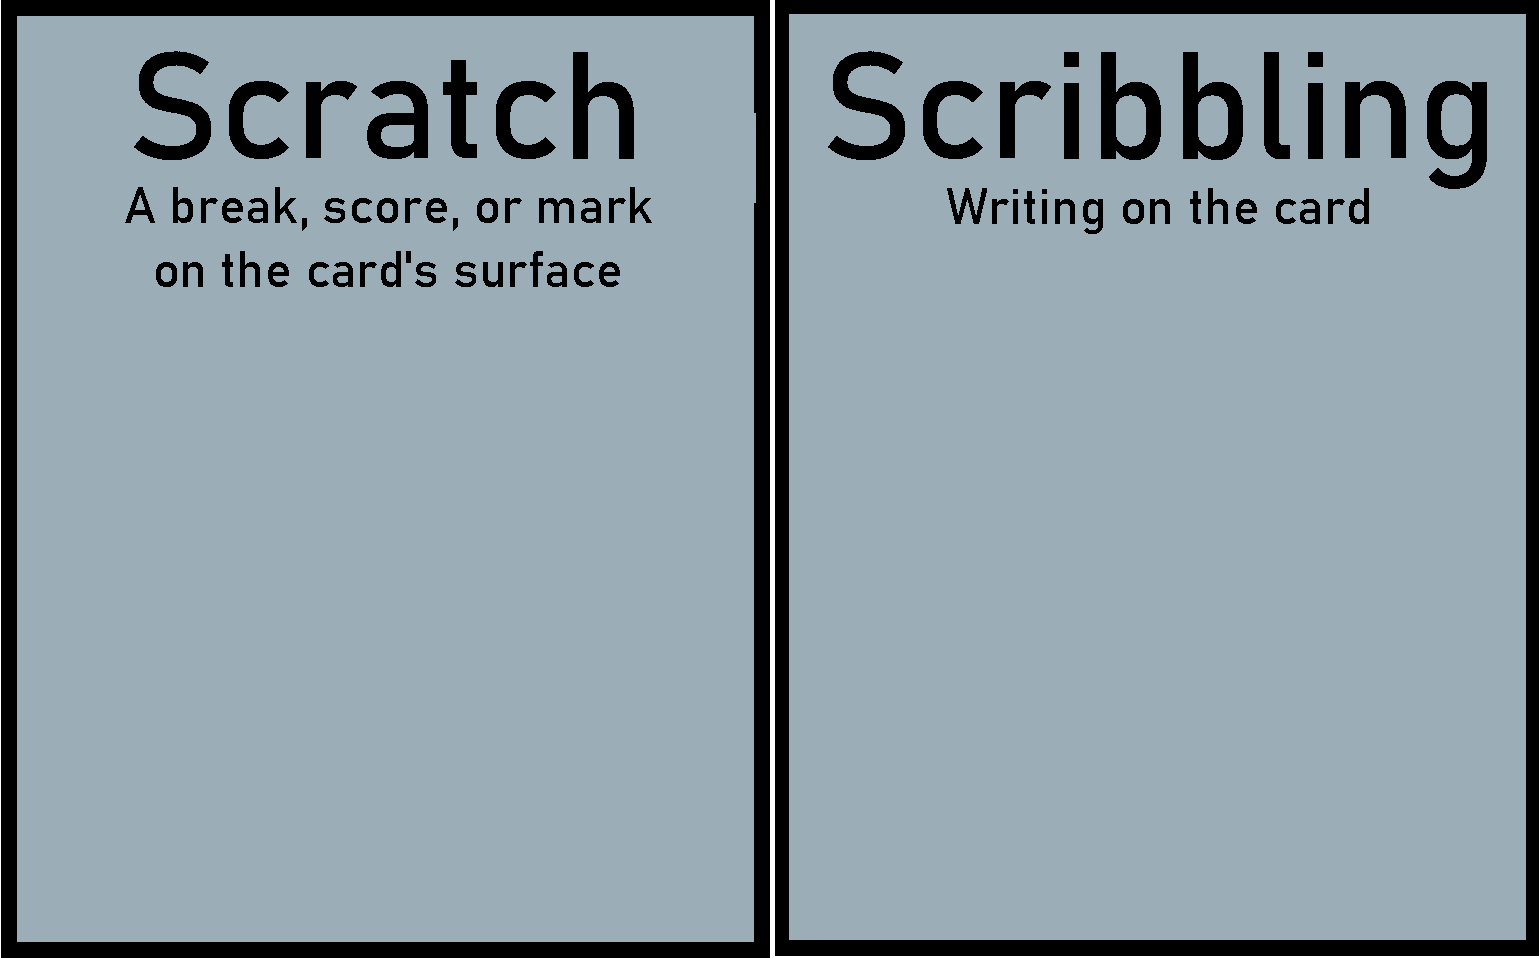 Scratch
A break, score, or mark
on the card's surface
Scribbling
Writing on the card